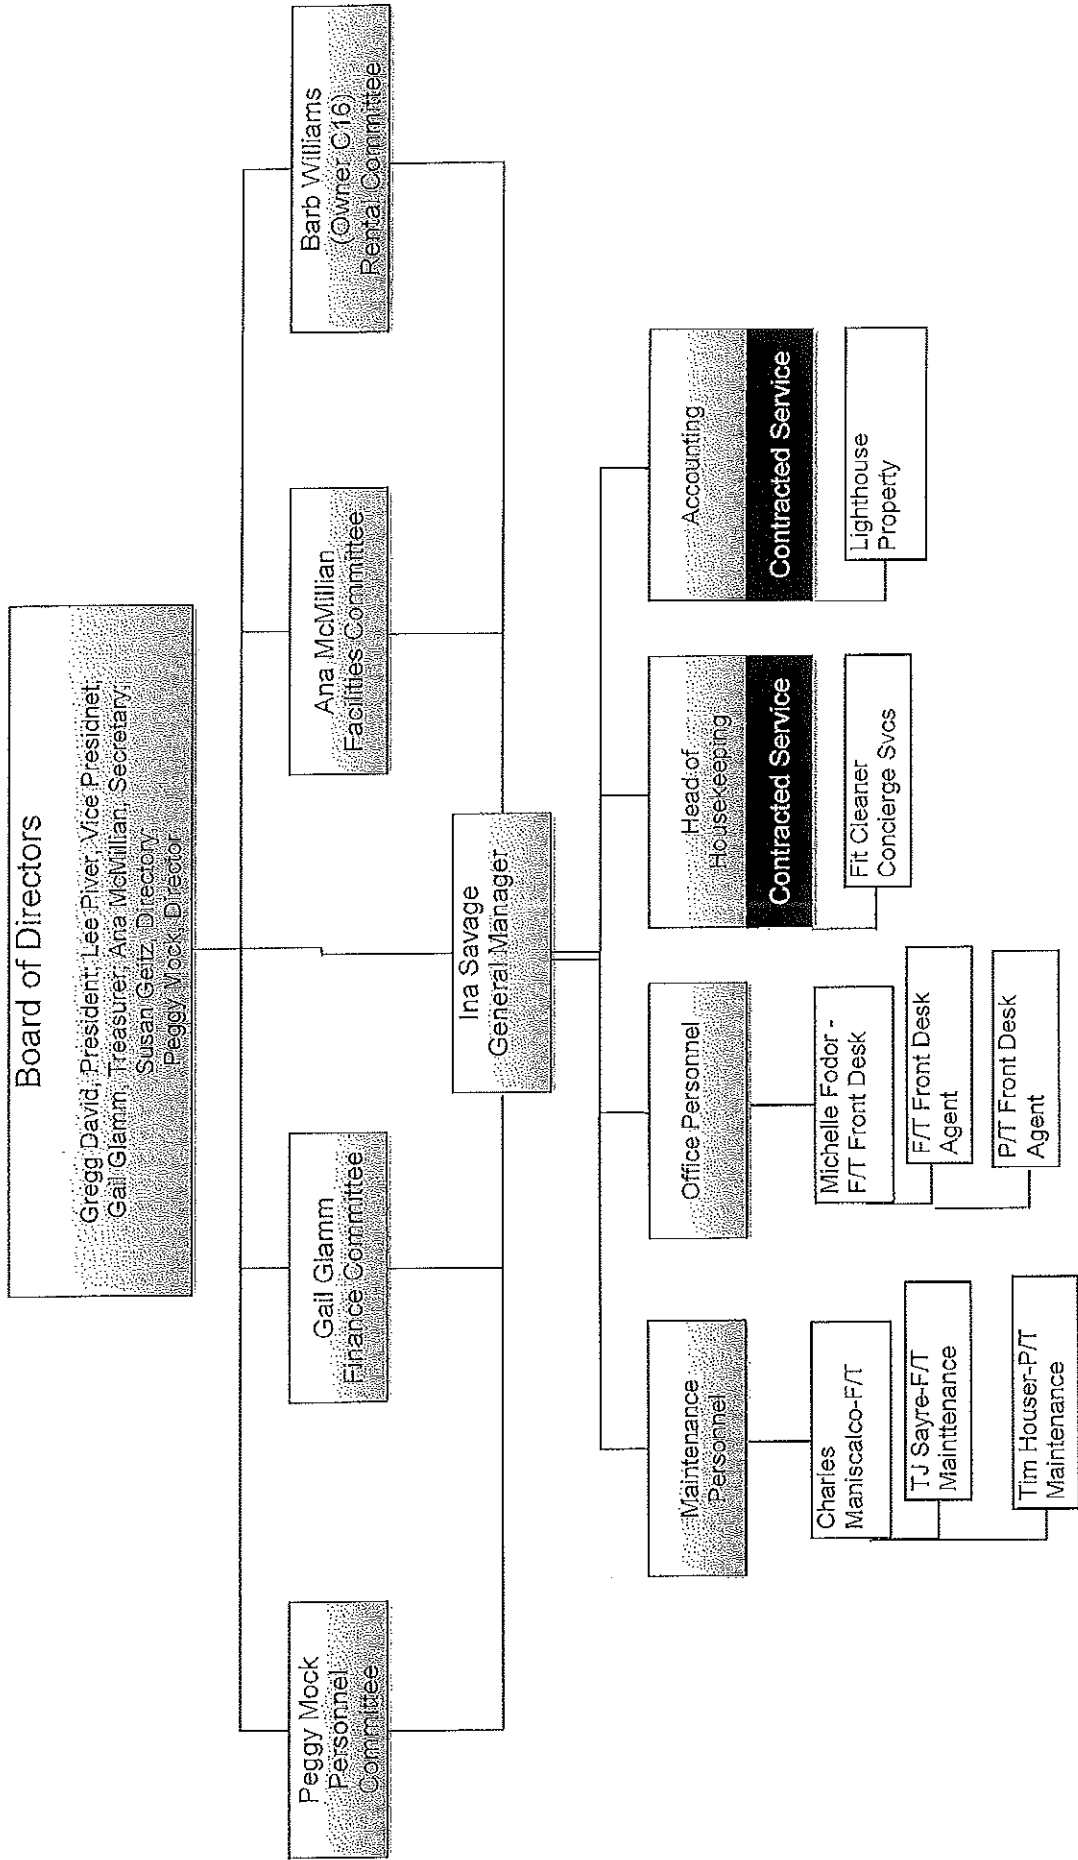 Board of Directors
Gregg David, President; Lee Piver, Vice Presidnet;
Gail Glamm, Treasurer; Ana McMillian, Secretary;
Susan Geitz, Directory
Peggy Mock, Director
Peggy Mock
Personnel
Committee
Gail Glamm
Finance Committee
Ana McMillian
Facilities Committee
Barb Williams
(Owner C16)
Rental Committee
Ina Savage
General Manager
Maintenance
Personnel
Office Personnel
Head of
Housekeeping
Contracted Service
Accounting
Contracted Service
Charles
Maniscalco-F/T
TJ Sayre-F/T
Mainttenance
Tim Houser-P/T
Maintenance
Michelle Fodor -
F/T Front Desk
F/T Front Desk
Agent
P/T Front Desk
Agent
Fit Cleaner
Concierge Svcs
Lighthouse
Property